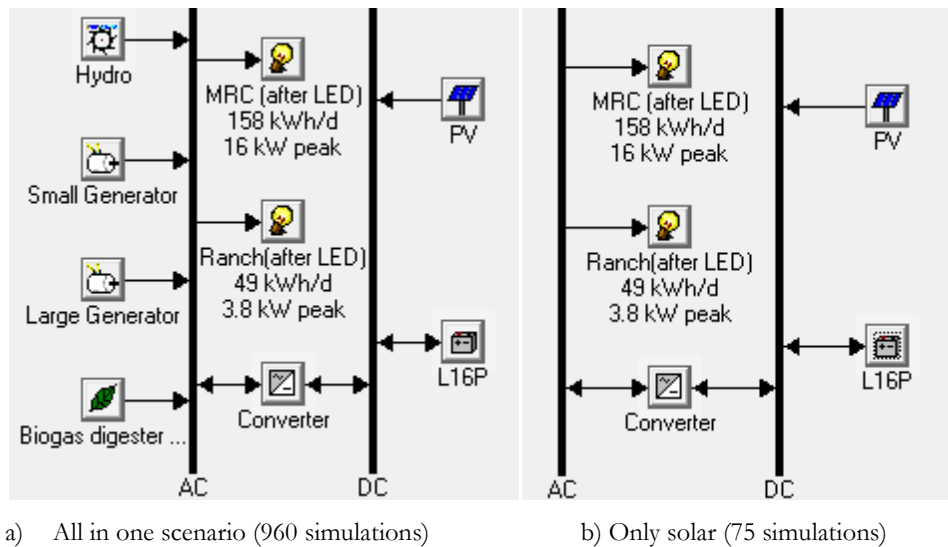 Hydro
MRC (after LED)
158 kWh/d
16 kW peak
PV
Small Generator
Ranch(after LED)
49 kWh/d
3.8 kW peak
Large Generator
L16P
Converter
Biogas digester ...
AC
DC
MRC (after LED)
158 kWh/d
16 kW peak
PV
Ranch(after LED)
49 kWh/d
3.8 kW peak
L16P
Converter
AC
DC
a) All in one scenario (960 simulations)
b) Only solar (75 simulations)